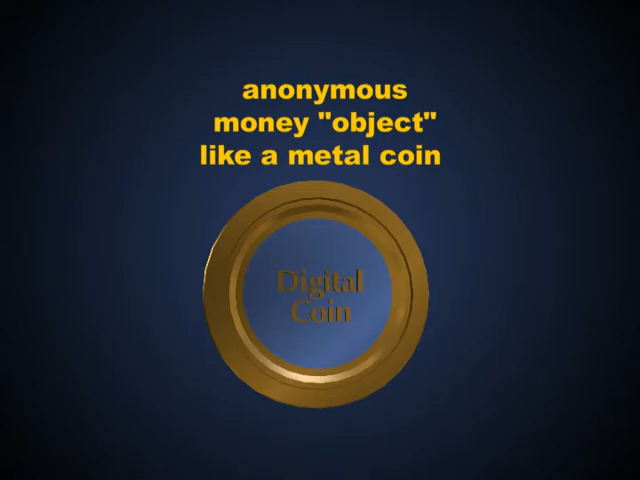 anonymous
money "object"
like a metal coin
Digital
Coin